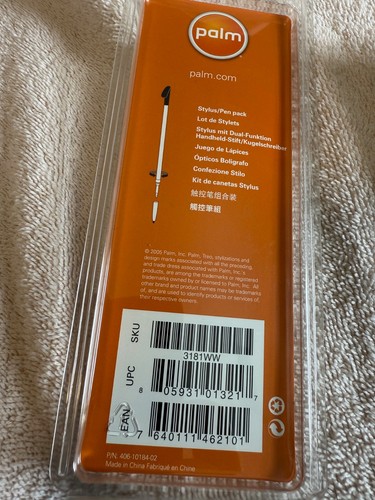 palm
palm.com
Stylus/Pen pack
Lot de Stylets
Stylus mit Dual-Funktion
Handheld-Stift/Kugelschreiber
Juego de Lápices
Ópticos Bolígrafo
Confezione Stilo
Kit de canetas Stylus
触控笔组合装
觸控筆組
© 2005 Palm, Inc. Palm, Treo, stylizations and
design marks associated with all the preceding,
and trade dress associated with Palm, Inc.'s
products, are among the trademarks or registered
trademarks owned by or licensed to Palm, Inc. All
other brand and product names may be trademarks
of, and are used to identify products or services of,
their respective owners.
SKU
3181WW
UPC
8 05931 01321 7
EAN
7 640111 462101
P/N: 406-10184-02
Made in China Fabriqué en Chine